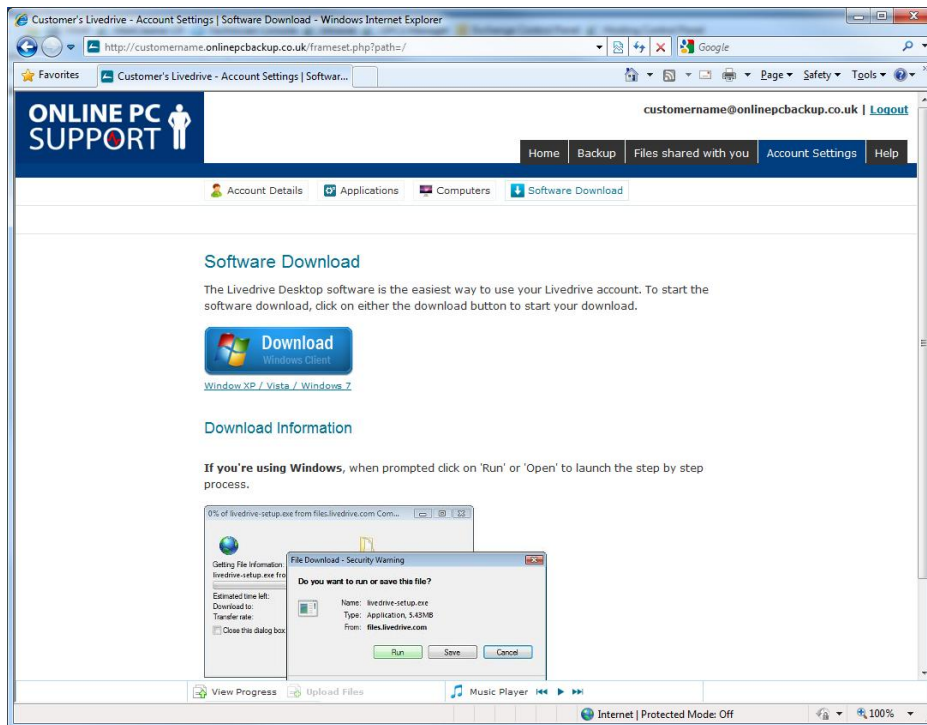 Customer's Livedrive - Account Settings | Software Download - Windows Internet Explorer
http://customername.onlinepcbackup.co.uk/frameset.php?path=/
Google
Favorites
Customer's Livedrive - Account Settings | Softwar...
Page Safety Tools
ONLINE PC
SUPPORT
customername@onlinepcbackup.co.uk | Logout
Home Backup Files shared with you Account Settings Help
Account Details Applications Computers Software Download
Software Download
The Livedrive Desktop software is the easiest way to use your Livedrive account. To start the
software download, click on either the download button to start your download.
Download
Windows Client
Window XP / Vista / Windows 7
Download Information
If you're using Windows, when prompted click on 'Run' or 'Open' to launch the step by step
process.
0% of livedrive-setup.exe from files.livedrive.com Com...
Getting File Information:
livedrive-setup.exe fro
Estimated time left:
Download to:
Transfer rate:
Close this dialog box
File Download - Security Warning
Do you want to run or save this file?
Name: livedrive-setup.exe
Type: Application, 5.43MB
From: files.livedrive.com
Run Save Cancel
View Progress Upload Files Music Player
Internet | Protected Mode: Off 100%